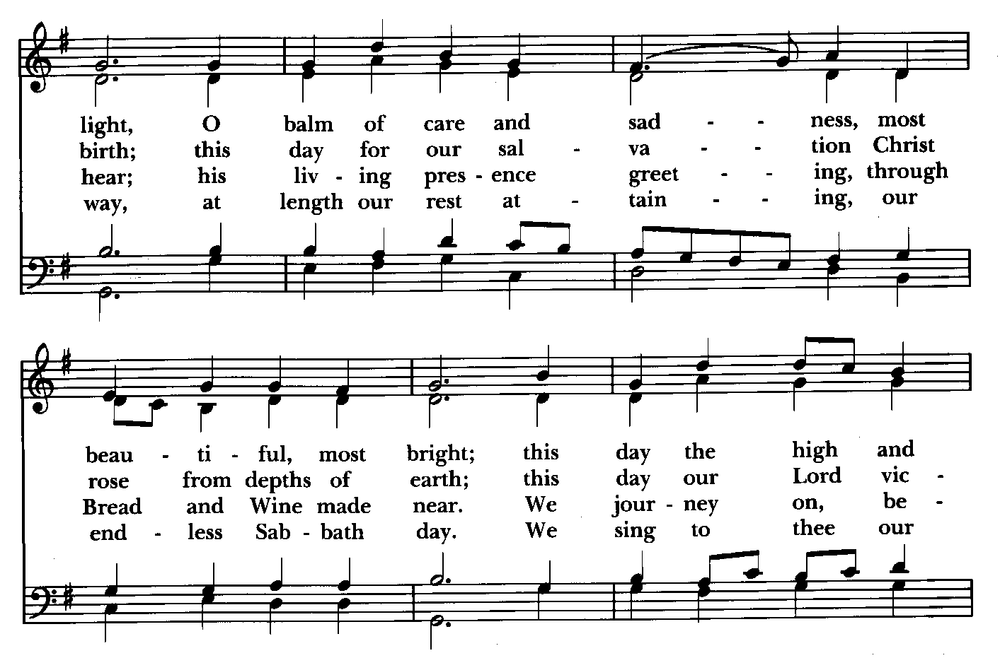 light, O balm of care and sad - - ness, most
birth; this day for our sal - va - - tion Christ
hear; his liv - ing pres - ence greet - - ing, through
way, at length our rest at - tain - - ing, our
beau - ti - ful, most bright; this day the high and
rose from depths of earth; this day our Lord vic -
Bread and Wine made near. We jour - ney on, be -
end - less Sab - bath day. We sing to thee our